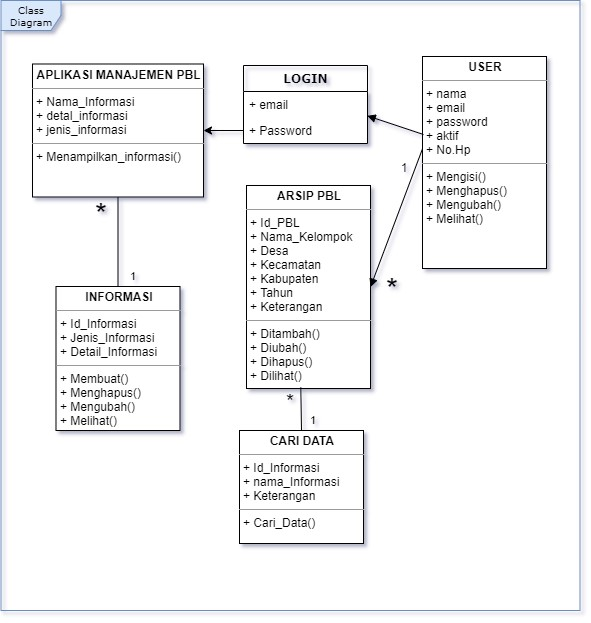 Class
Diagram
APLIKASI MANAJEMEN PBL
+ Nama_Informasi
+ detal_informasi
+ jenis_informasi
+ Menampilkan_informasi()
LOGIN
+ email
+ Password
USER
+ nama
+ email
+ password
+ aktif
+ No.Hp
+ Mengisi()
+ Menghapus()
+ Mengubah()
+ Melihat()
1
*
*
1
ARSIP PBL
+ Id_PBL
+ Nama_Kelompok
+ Desa
+ Kecamatan
+ Kabupaten
+ Tahun
+ Keterangan
+ Ditambah()
+ Diubah()
+ Dihapus()
+ Dilihat()
INFORMASI
+ Id_Informasi
+ Jenis_Informasi
+ Detail_Informasi
+ Membuat()
+ Menghapus()
+ Mengubah()
+ Melihat()
*
1
CARI DATA
+ Id_Informasi
+ nama_Informasi
+ Keterangan
+ Cari_Data()